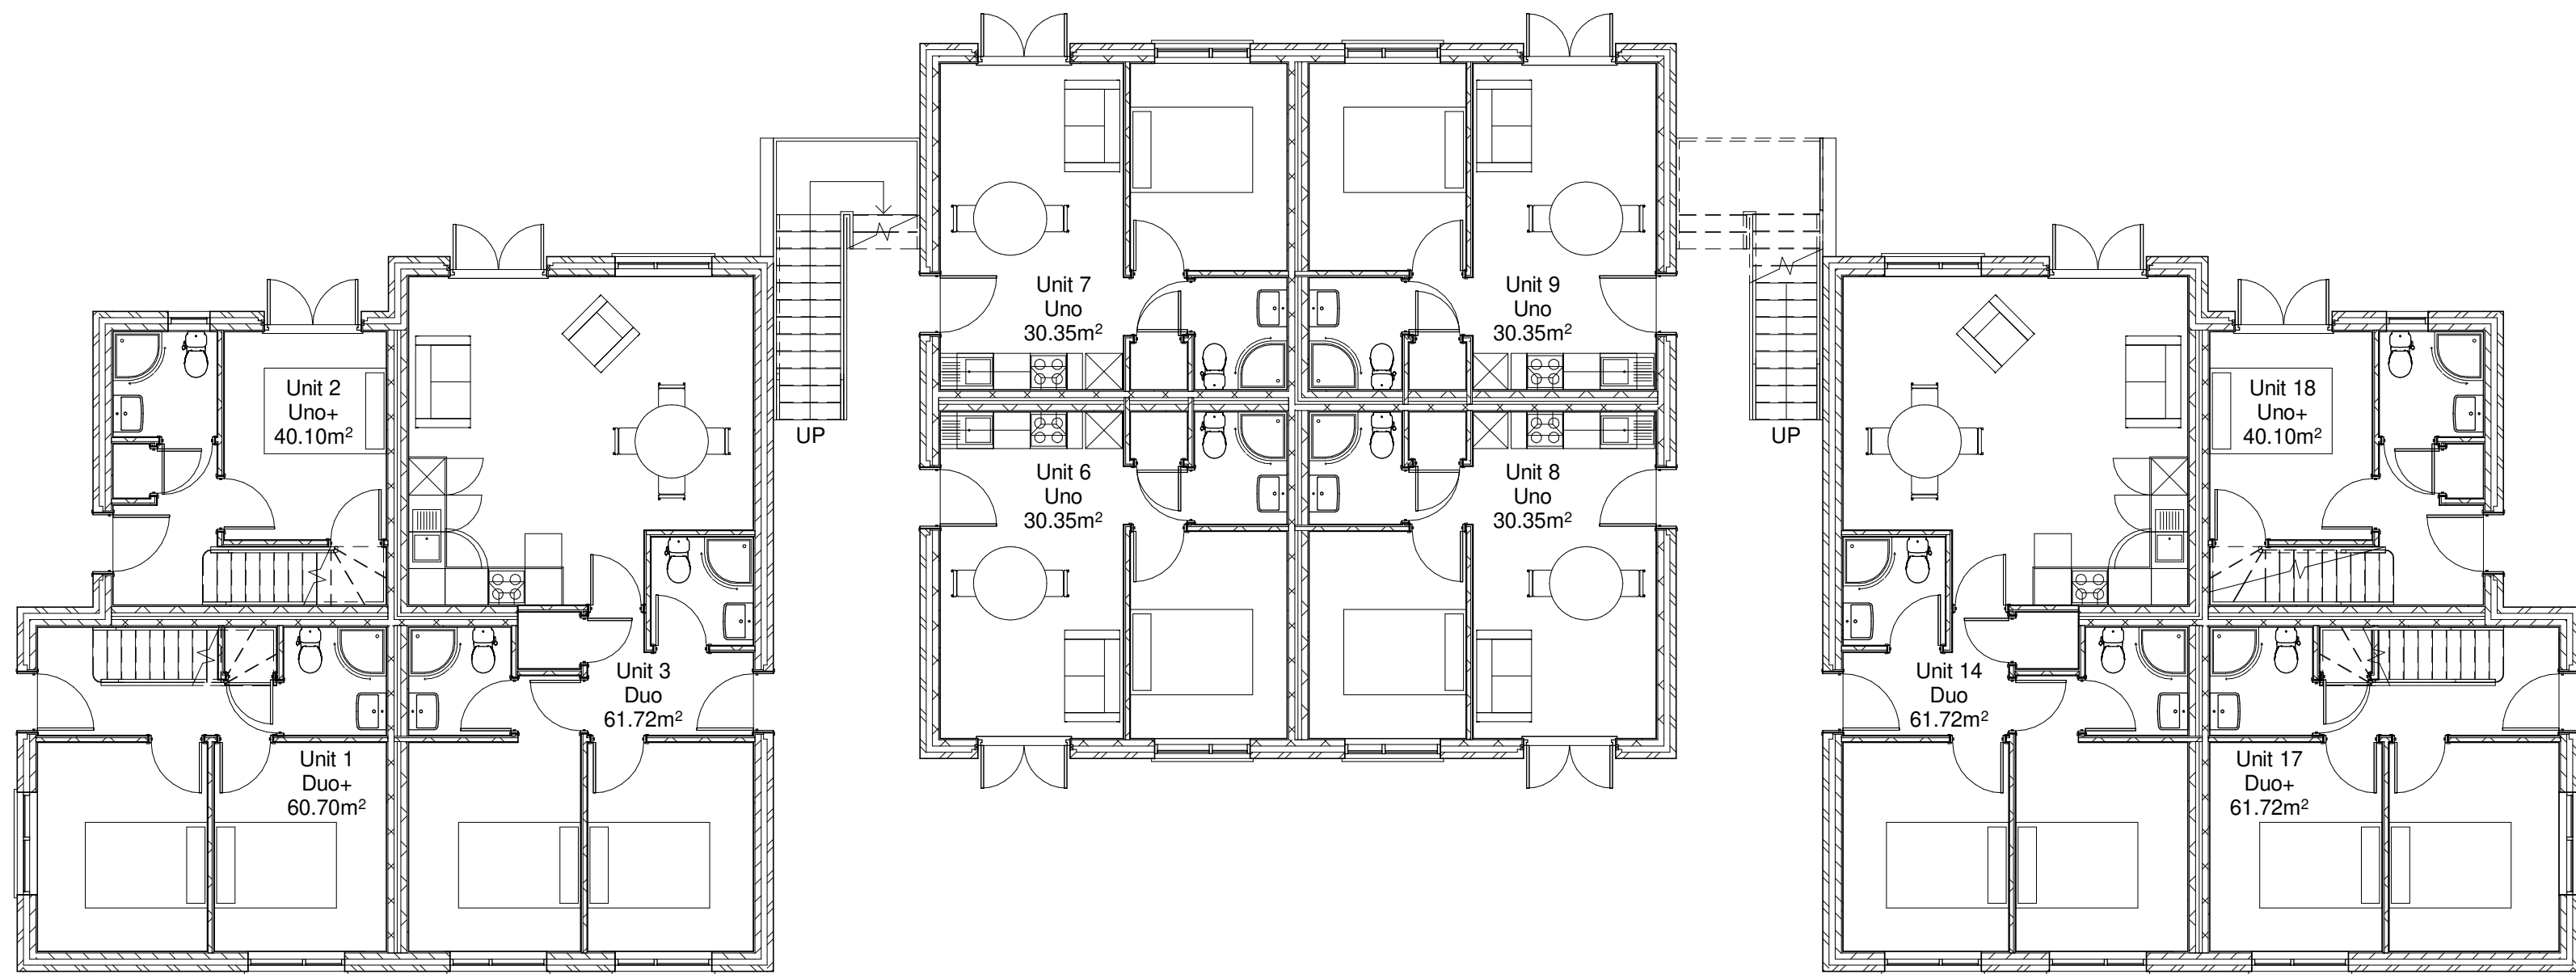 Unit 7
Uno
30.35m²
Unit 9
Uno
30.35m²
Unit 2
Uno+
40.10m²
UP
UP
Unit 18
Uno+
40.10m²
Unit 6
Uno
30.35m²
Unit 8
Uno
30.35m²
Unit 3
Duo
61.72m²
Unit 14
Duo
61.72m²
Unit 1
Duo+
60.70m²
Unit 17
Duo+
61.72m²